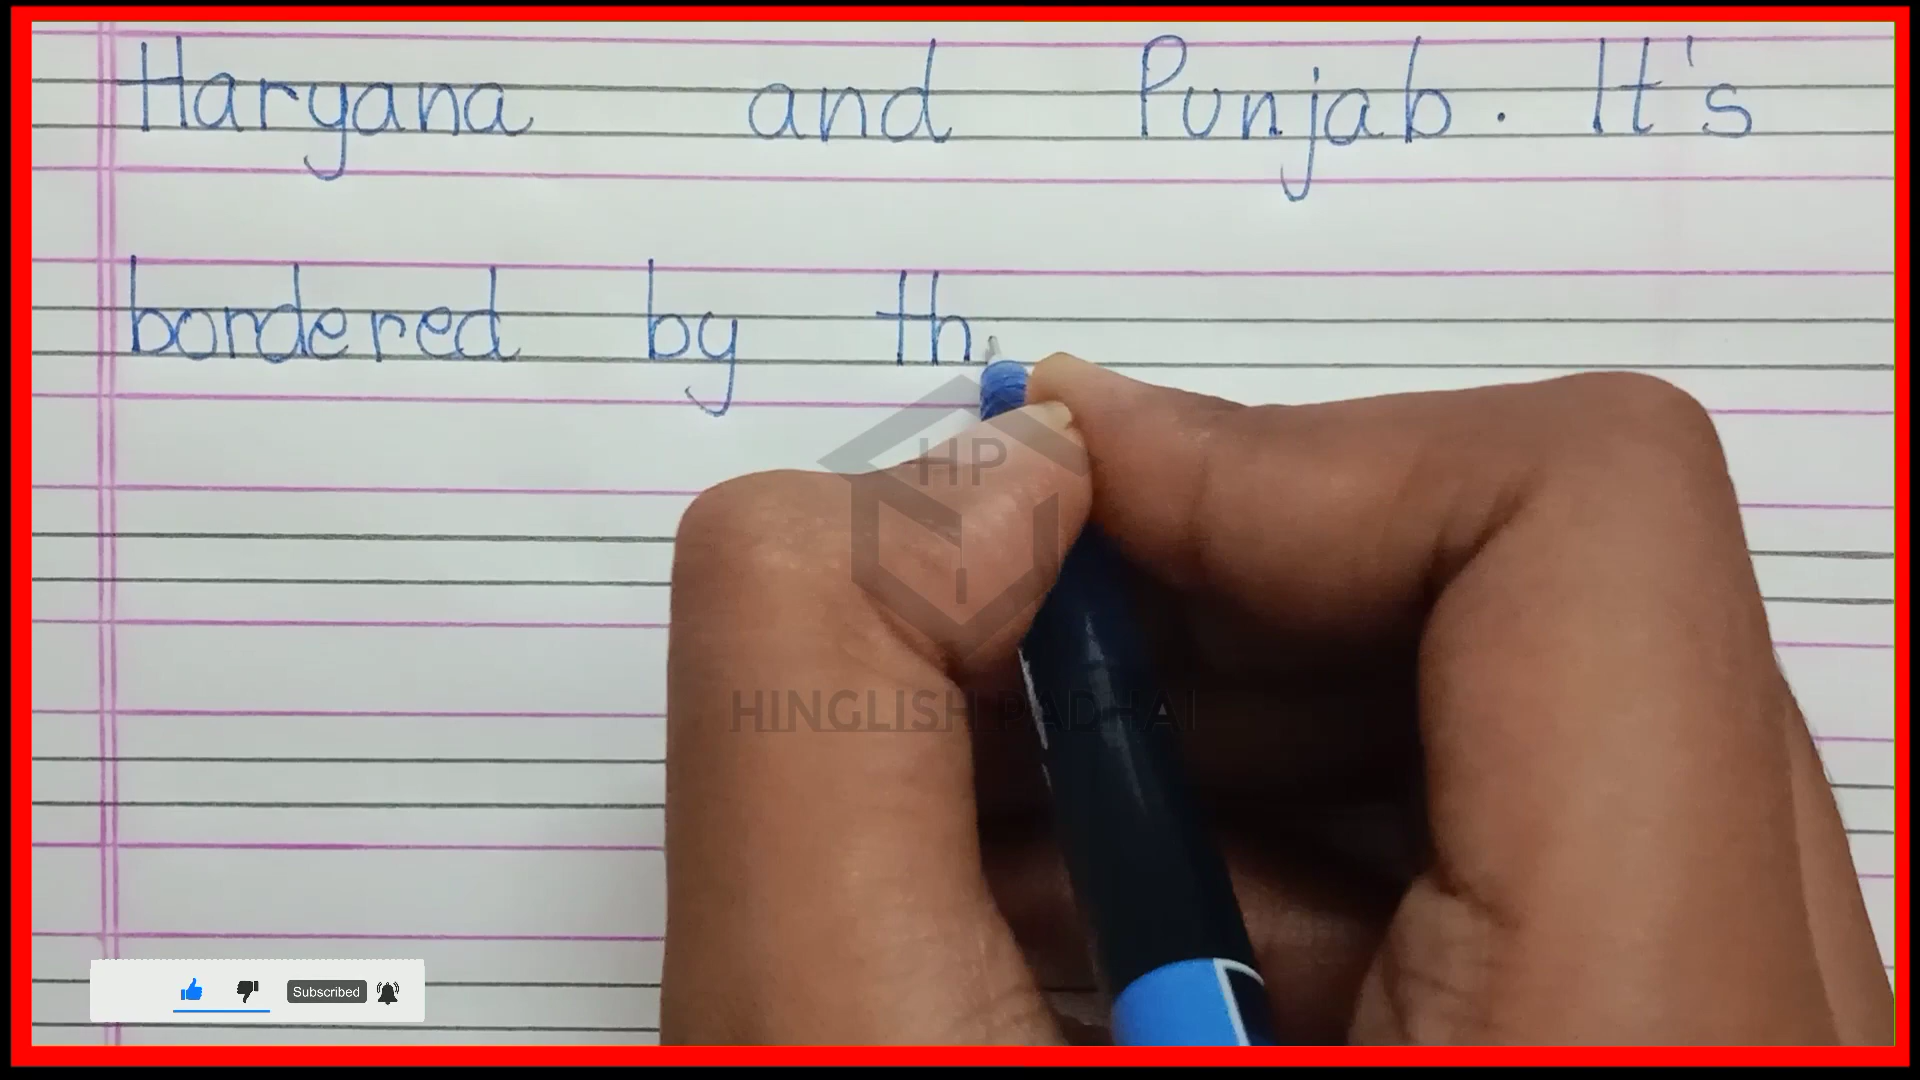 Haryana and Punjab. It's
bordered by th
HP
HINGLISH PADHAI
Subscribed